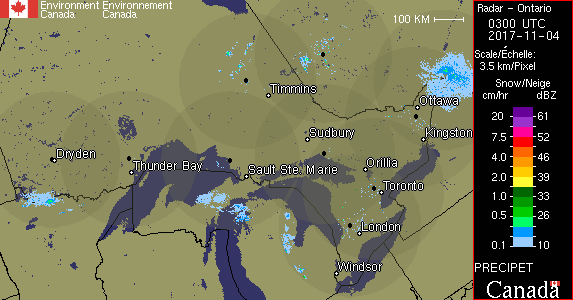 Environment Environnement
Canada Canada
100 KM
Timmins
Ottawa
Sudbury
Kingston
Dryden
Thunder Bay
Sault Ste. Marie
Orillia
Toronto
London
Windsor
Radar - Ontario
0300 UTC
2017-11-04
Scale/Échelle:
3.5 km/Pixel
Snow/Neige
cm/hr dBZ
20 61
7.5 52
4.0 46
2.0 39
1.0 33
0.5 26
0.1 10
PRECIPET
Canada